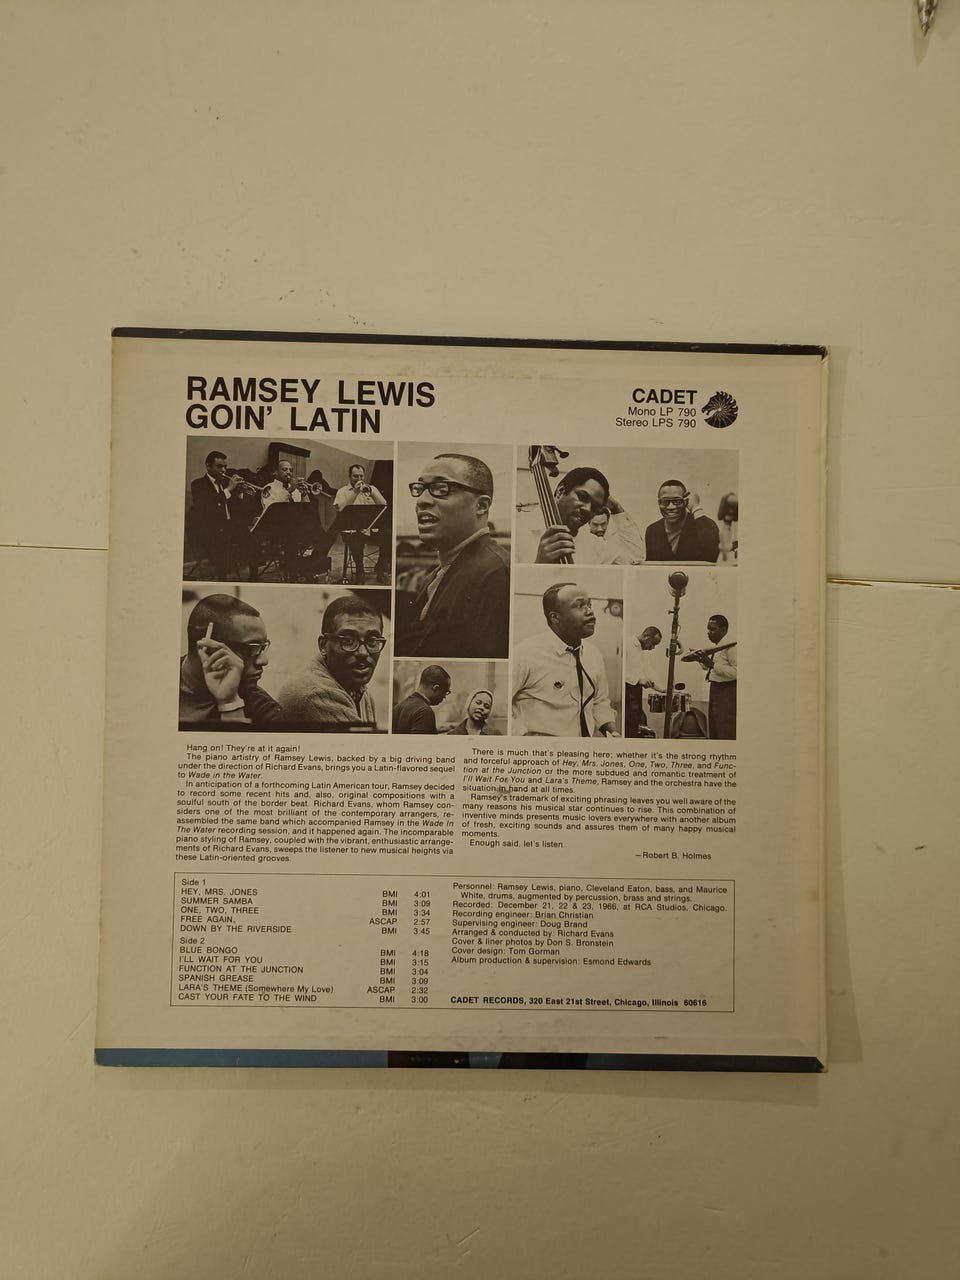 RAMSEY LEWIS
GOIN' LATIN
CADET
Mono LP 790
Stereo LPS 790
Hang on! They're at it again!
The piano artistry of Ramsey Lewis, backed by a big driving band
under the direction of Richard Evans, brings you a Latin-flavored sequel
to Wade in the Water.
In anticipation of a forthcoming Latin American tour, Ramsey decided
to record some recent hits and, also, original compositions with a
soulful south of the border beat. Richard Evans, whom Ramsey con-
siders one of the most brilliant of the contemporary arrangers, re-
assembled the same band which accompanied Ramsey in the Wade In
The Water recording session, and it happened again. The incomparable
piano styling of Ramsey, coupled with the vibrant, enthusiastic arrange-
ments of Richard Evans, sweeps the listener to new musical heights via
these Latin-oriented grooves.
There is much that's pleasing here; whether it's the strong rhythm
and forceful approach of Hey, Mrs. Jones, One, Two, Three, and Func-
tion at the Junction or the more subdued and romantic treatment of
I'll Wait For You and Lara's Theme, Ramsey and the orchestra have the
situation in hand at all times.
Ramsey's trademark of exciting phrasing leaves you well aware of the
many reasons his musical star continues to rise. This combination of
inventive minds presents music lovers everywhere with another album
of fresh, exciting sounds and assures them of many happy musical
moments.
Enough said, let's listen.
—Robert B. Holmes
Side 1
HEY, MRS. JONES BMI 4:01
SUMMER SAMBA BMI 3:09
ONE, TWO, THREE BMI 3:34
FREE AGAIN, ASCAP 2:57
DOWN BY THE RIVERSIDE BMI 3:45
Side 2
BLUE BONGO BMI 4:18
I'LL WAIT FOR YOU BMI 3:15
FUNCTION AT THE JUNCTION BMI 3:04
SPANISH GREASE BMI 3:09
LARA'S THEME (Somewhere My Love) ASCAP 2:32
CAST YOUR FATE TO THE WIND BMI 3:00
Personnel: Ramsey Lewis, piano, Cleveland Eaton, bass, and Maurice
White, drums, augmented by percussion, brass and strings.
Recorded: December 21, 22 & 23, 1966, at RCA Studios, Chicago.
Recording engineer: Brian Christian
Supervising engineer: Doug Brand
Arranged & conducted by: Richard Evans
Cover & liner photos by Don S. Bronstein
Cover design: Tom Gorman
Album production & supervision: Esmond Edwards
CADET RECORDS, 320 East 21st Street, Chicago, Illinois 60616